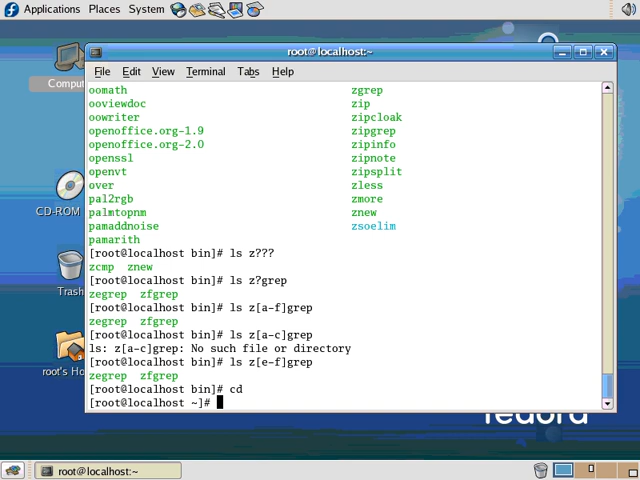 Applications Places System
root@localhost:~
File Edit View Terminal Tabs Help
oomath zgrep
ooviewdoc zip
oowriter zipcloak
openoffice.org-1.9 zipgrep
openoffice.org-2.0 zipinfo
openssl zipnote
openvt zipsplit
over zless
pal2rgb zmore
palmtopnm znew
pamaddnoise zsoelim
pamarith
[root@localhost bin]# ls z???
zcmp znew
[root@localhost bin]# ls z?grep
zegrep zfgrep
[root@localhost bin]# ls z[a-f]grep
zegrep zfgrep
[root@localhost bin]# ls z[a-c]grep
ls: z[a-c]grep: No such file or directory
[root@localhost bin]# ls z[e-f]grep
zegrep zfgrep
[root@localhost bin]# cd
[root@localhost ~]#
Comput
CD-ROM
Trash
root's Ho
fedora
root@localhost:~